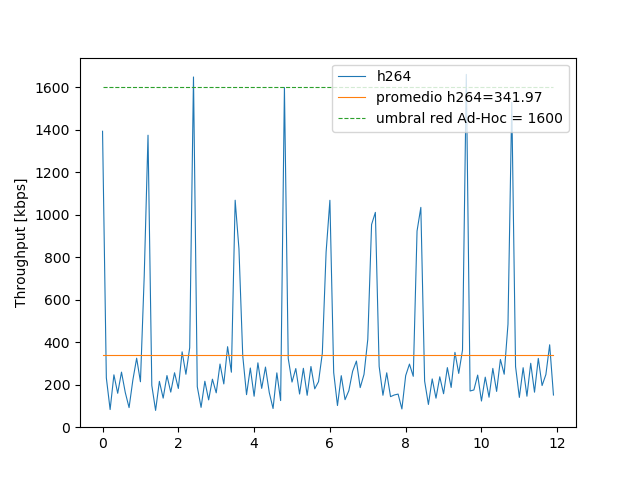 h264
promedio h264=341.97
umbral red Ad-Hoc = 1600
Throughput [kbps]
1600
1400
1200
1000
800
600
400
200
0
0 2 4 6 8 10 12